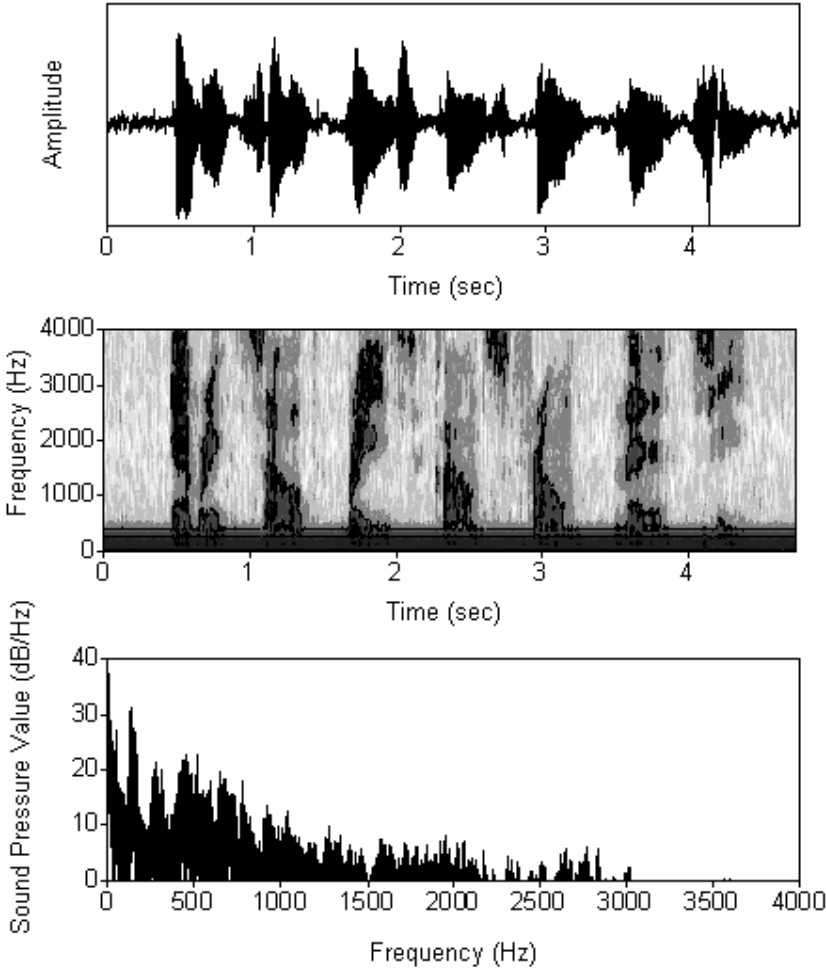 Amplitude
0 1 2 3 4
Time (sec)
Frequency (Hz)
4000
3000
2000
1000
0
0 1 2 3 4
Time (sec)
Sound Pressure Value (dB/Hz)
40
30
20
10
0
0 500 1000 1500 2000 2500 3000 3500 4000
Frequency (Hz)